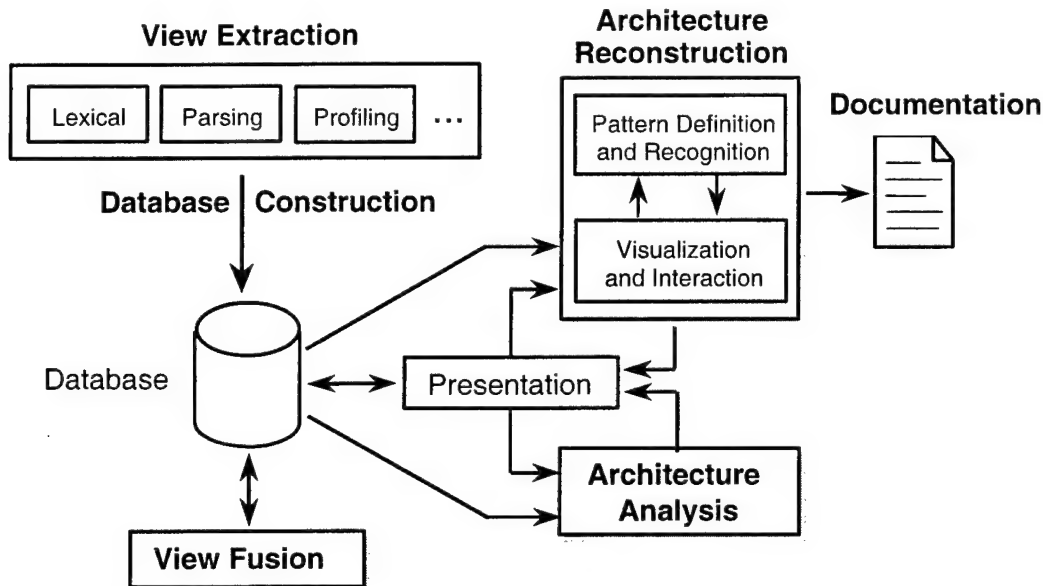 View Extraction
Lexical
Parsing
Profiling
...
Database Construction
Database
View Fusion
Architecture
Reconstruction
Pattern Definition
and Recognition
Visualization
and Interaction
Presentation
Architecture
Analysis
Documentation